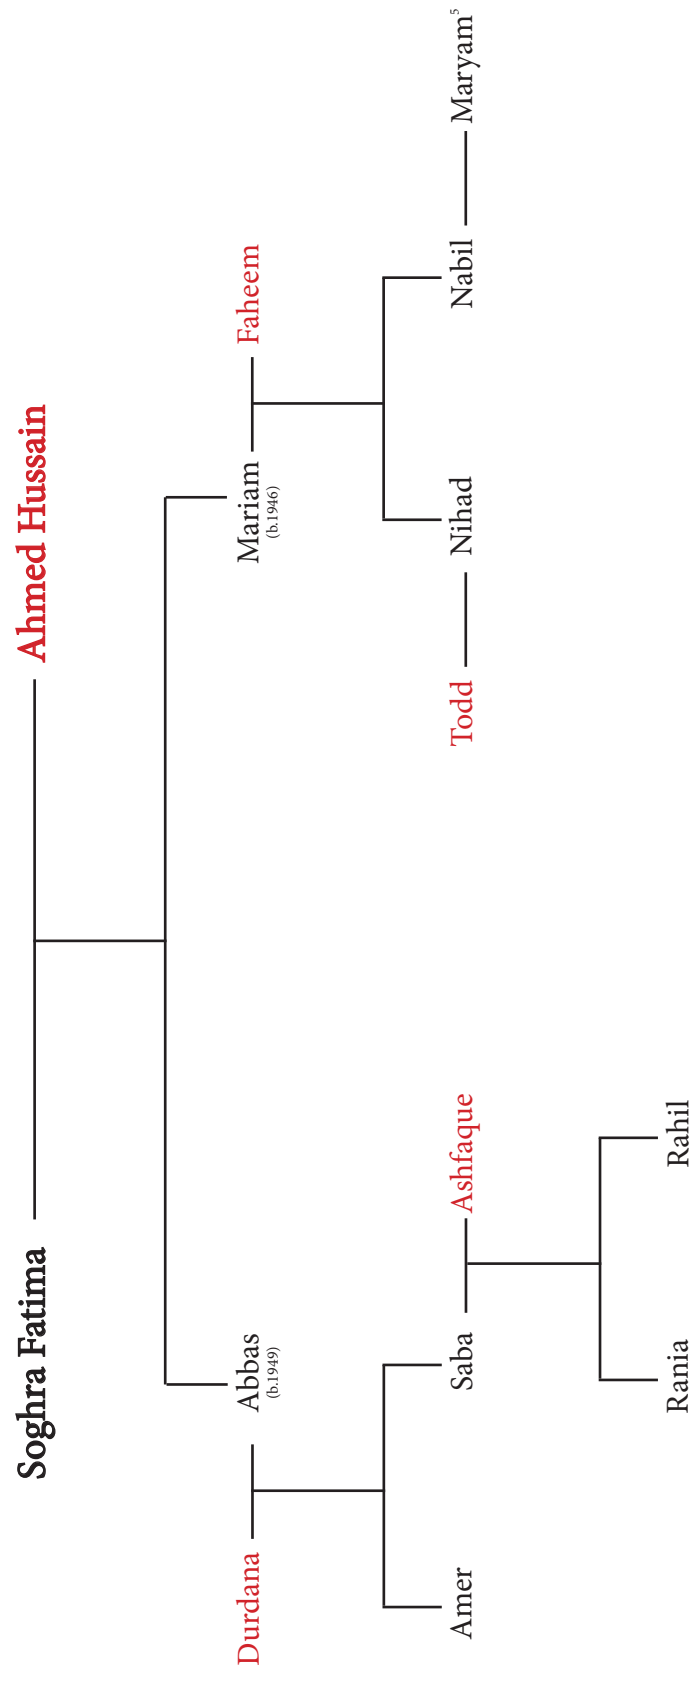 Soghra Fatima Ahmed Hussain
Durdana Abbas Mariam Faheem
(b.1949) (b.1946)
Amer Saba Ashfaque Todd Nihad Nabil Maryam⁵
Rania Rahil